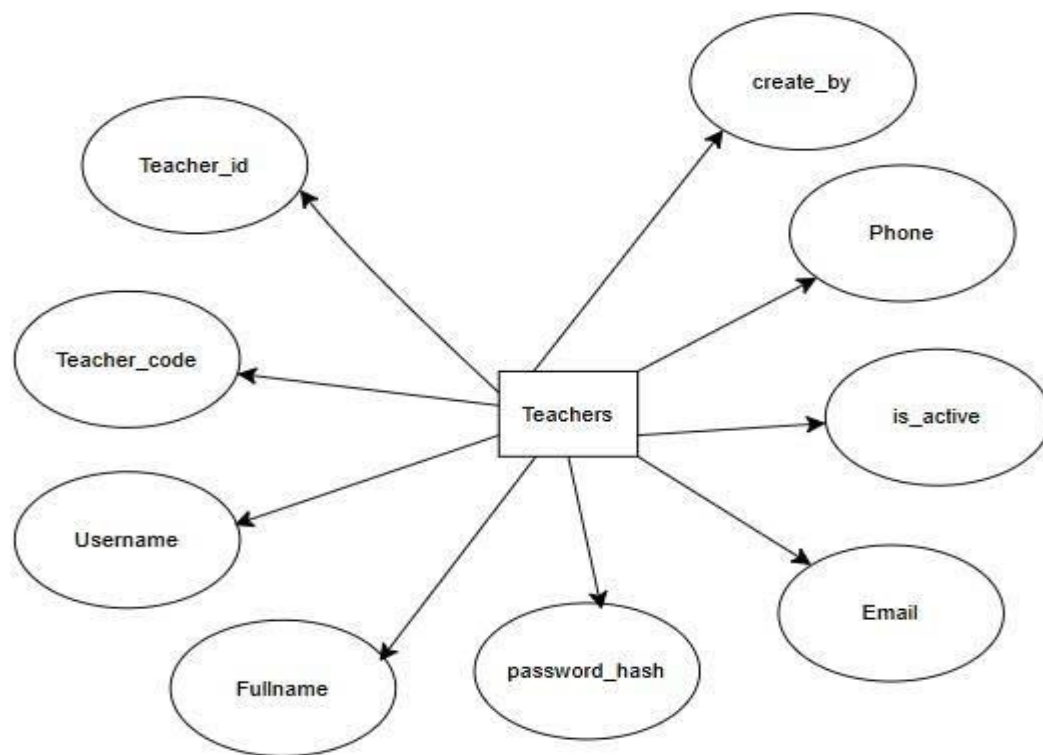 create_by
Teacher_id
Phone
Teacher_code
Teachers
is_active
Username
Email
Fullname
password_hash